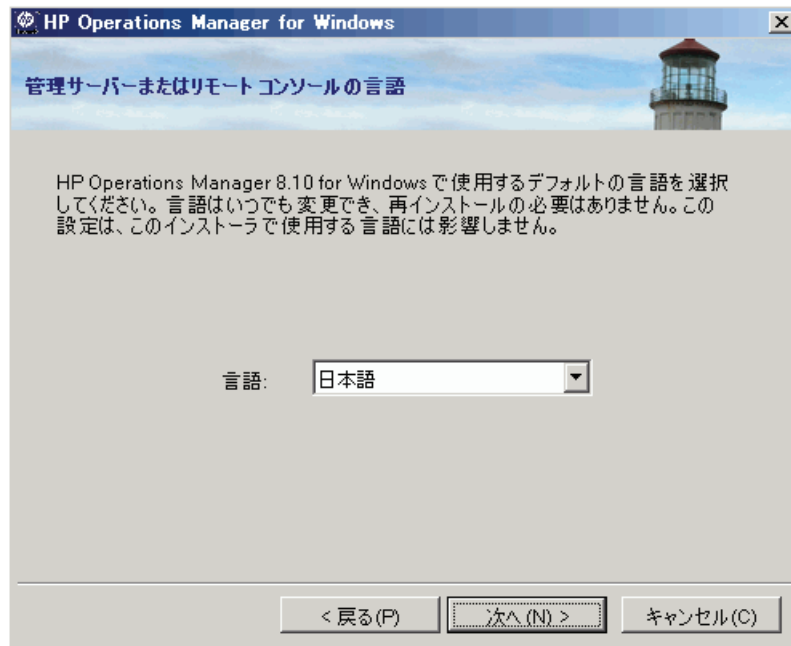 HP Operations Manager for Windows
管理サーバーまたはリモート コンソールの言語
HP Operations Manager 8.10 for Windows で使用するデフォルトの言語を選択
してください。言語はいつでも変更でき、再インストールの必要はありません。この
設定は、このインストーラで使用する言語には影響しません。
言語:
日本語
< 戻る(P)
次へ(N) >
キャンセル(C)